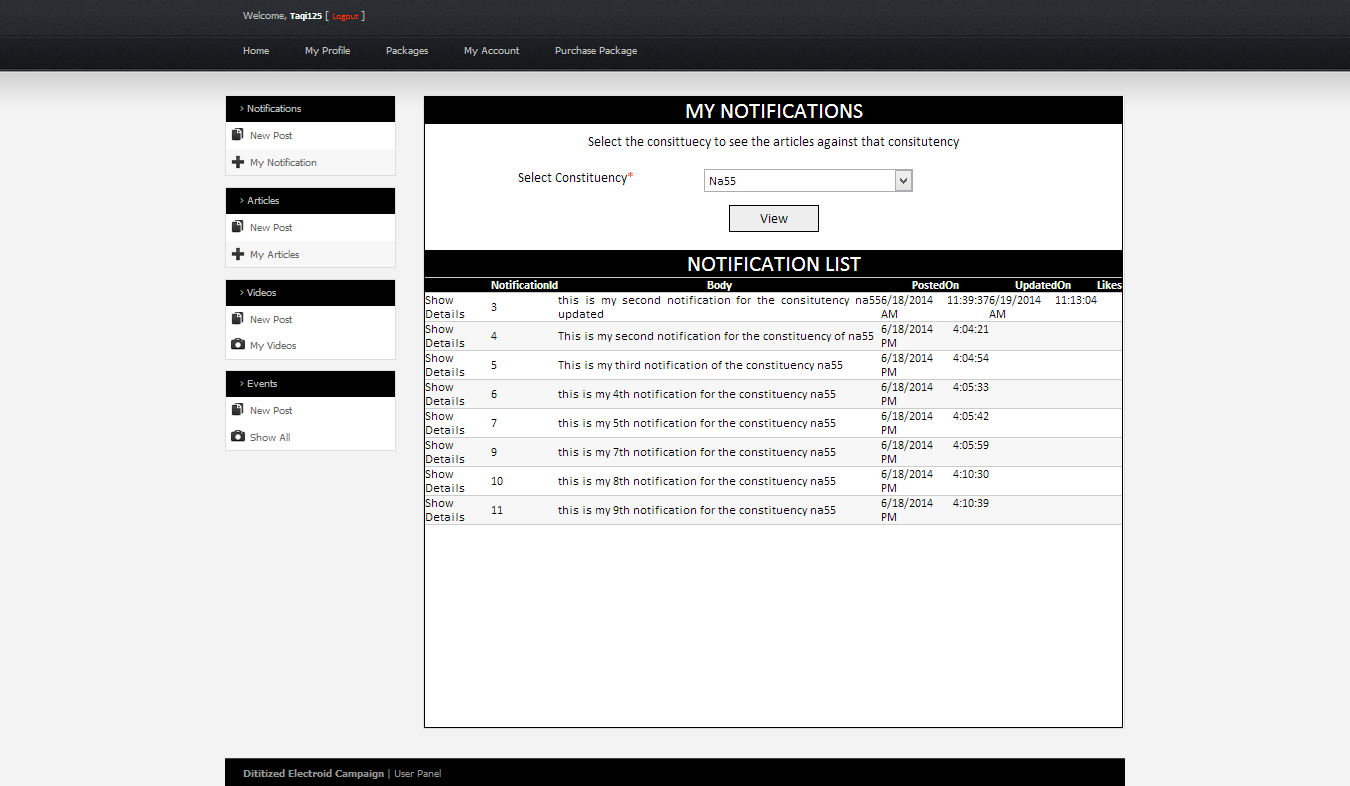 Welcome, Taqi125 [ Logout ]
Home My Profile Packages My Account Purchase Package
› Notifications
New Post
My Notification
› Articles
New Post
My Articles
› Videos
New Post
My Videos
› Events
New Post
Show All
MY NOTIFICATIONS
Select the consittuecy to see the articles against that consitutency
Select Constituency* Na55
View
NOTIFICATION LIST
NotificationId Body PostedOn UpdatedOn Likes
Show Details 3 this is my second notification for the consitutency na55 updated 6/18/2014 11:39:37 AM 6/19/2014 11:13:04 AM
Show Details 4 This is my second notification for the constituency of na55 6/18/2014 4:04:21 PM
Show Details 5 This is my third notification of the constituency na55 6/18/2014 4:04:54 PM
Show Details 6 this is my 4th notification for the constituency na55 6/18/2014 4:05:33 PM
Show Details 7 this is my 5th notification for the constituency na55 6/18/2014 4:05:42 PM
Show Details 9 this is my 7th notification for the constituency na55 6/18/2014 4:05:59 PM
Show Details 10 this is my 8th notification for the constituency na55 6/18/2014 4:10:30 PM
Show Details 11 this is my 9th notification for the constituency na55 6/18/2014 4:10:39 PM
Dititized Electroid Campaign | User Panel